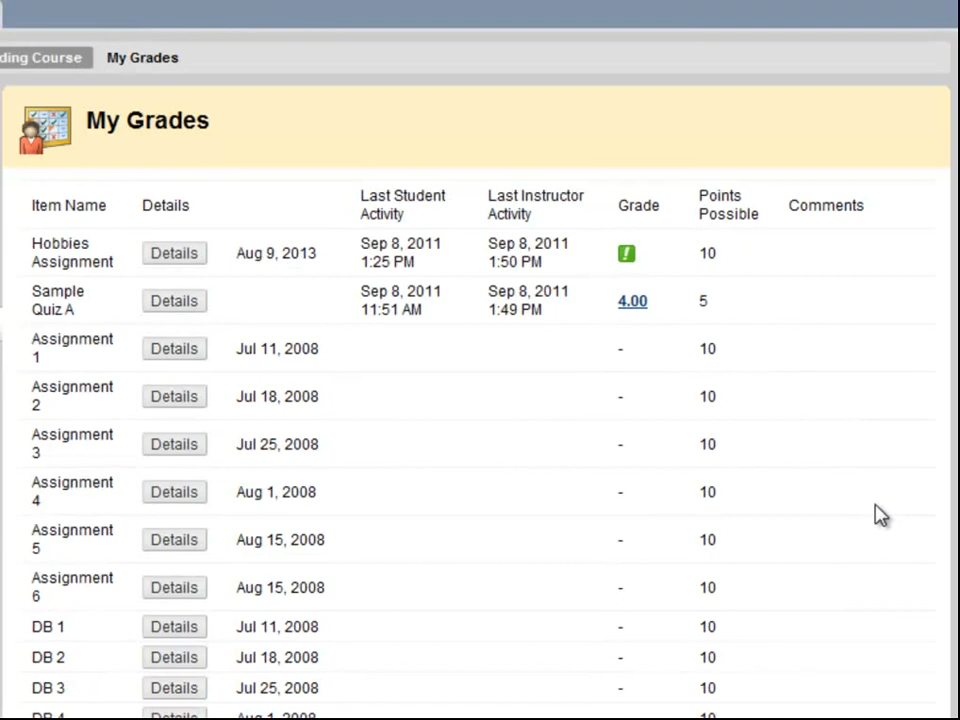 ding Course My Grades
My Grades
Item Name Details Last Student Activity Last Instructor Activity Grade Points Possible Comments
Hobbies Assignment Details Aug 9, 2013 Sep 8, 2011 1:25 PM Sep 8, 2011 1:50 PM ! 10
Sample Quiz A Details Sep 8, 2011 11:51 AM Sep 8, 2011 1:49 PM 4.00 5
Assignment 1 Details Jul 11, 2008 - 10
Assignment 2 Details Jul 18, 2008 - 10
Assignment 3 Details Jul 25, 2008 - 10
Assignment 4 Details Aug 1, 2008 - 10
Assignment 5 Details Aug 15, 2008 - 10
Assignment 6 Details Aug 15, 2008 - 10
DB 1 Details Jul 11, 2008 - 10
DB 2 Details Jul 18, 2008 - 10
DB 3 Details Jul 25, 2008 - 10